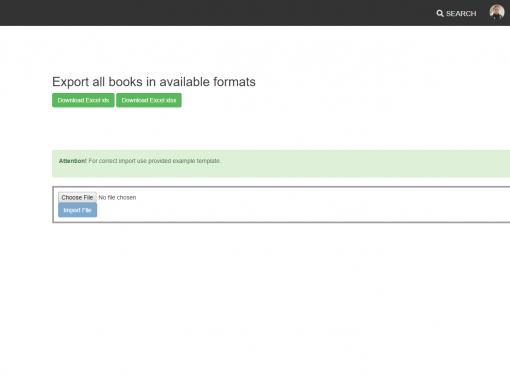 SEARCH
Export all books in available formats
Download Excel xls Download Excel xlsx
Attention! For correct import use provided example template.
Choose File No file chosen
Import File